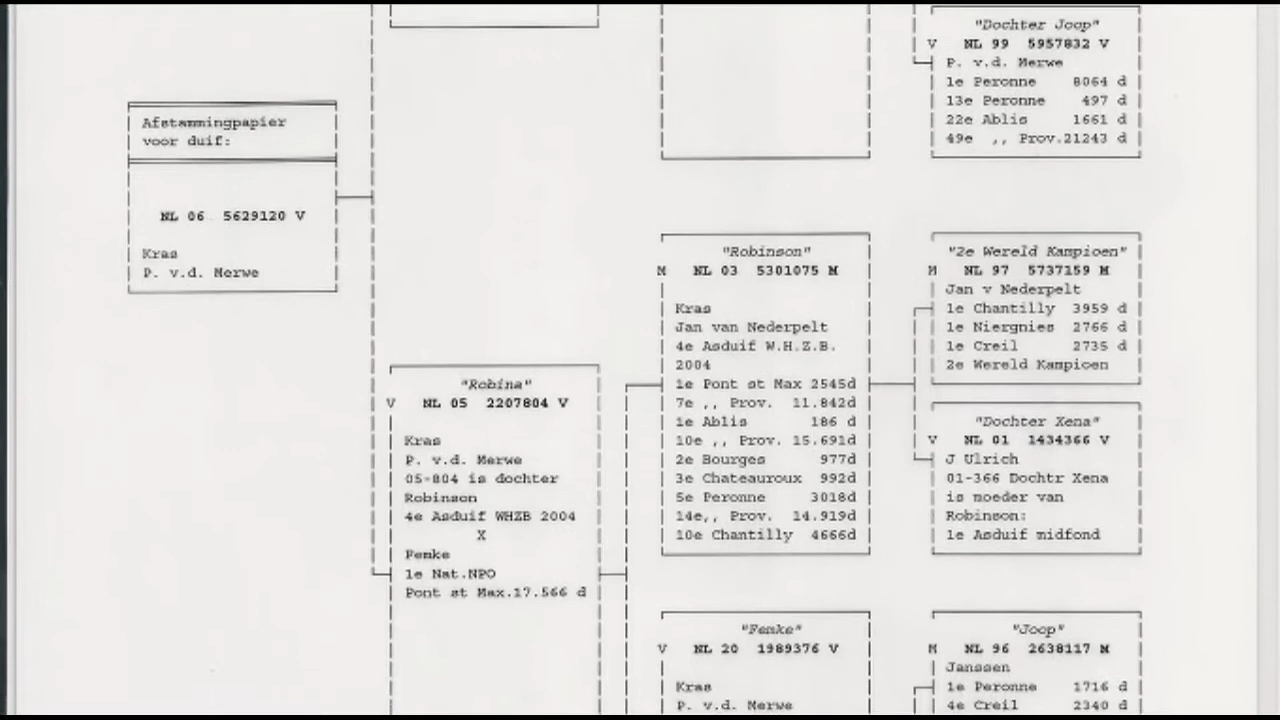 "Dochter Joop"
V NL 99 5957832 V
P. v.d. Merwe
1e Peronne 8064 d
13e Peronne 497 d
22e Ablis 1661 d
49e ,, Prov.21243 d
Afstammingpapier
voor duif:
NL 06 5629120 V
Kras
P. v.d. Merwe
"Robina"
V NL 05 2207804 V
Kras
P. v.d. Merwe
05-804 is dochter
Robinson
4e Asduif WHZB 2004
X
Femke
1e Nat.NPO
Pont st Max.17.566 d
"Robinson"
M NL 03 5301075 M
Kras
Jan van Nederpelt
4e Asduif W.H.Z.B.
2004
1e Pont st Max 2545d
7e ,, Prov. 11.842d
1e Ablis 186 d
10e ,, Prov. 15.691d
2e Bourges 977d
3e Chateauroux 992d
5e Peronne 3018d
14e,, Prov. 14.919d
10e Chantilly 4666d
"2e Wereld Kampioen"
M NL 97 5737159 M
Jan v Nederpelt
1e Chantilly 3959 d
1e Niergnies 2766 d
1e Creil 2735 d
2e Wereld Kampioen
"Dochter Xena"
V NL 01 1434366 V
J Ulrich
01-366 Dochtr Xena
is moeder van
Robinson:
1e Asduif midfond
"Femke"
V NL 20 1989376 V
Kras
P. v.d. Merwe
"Joop"
M NL 96 2638117 M
Janssen
1e Peronne 1716 d
4e Creil 2340 d